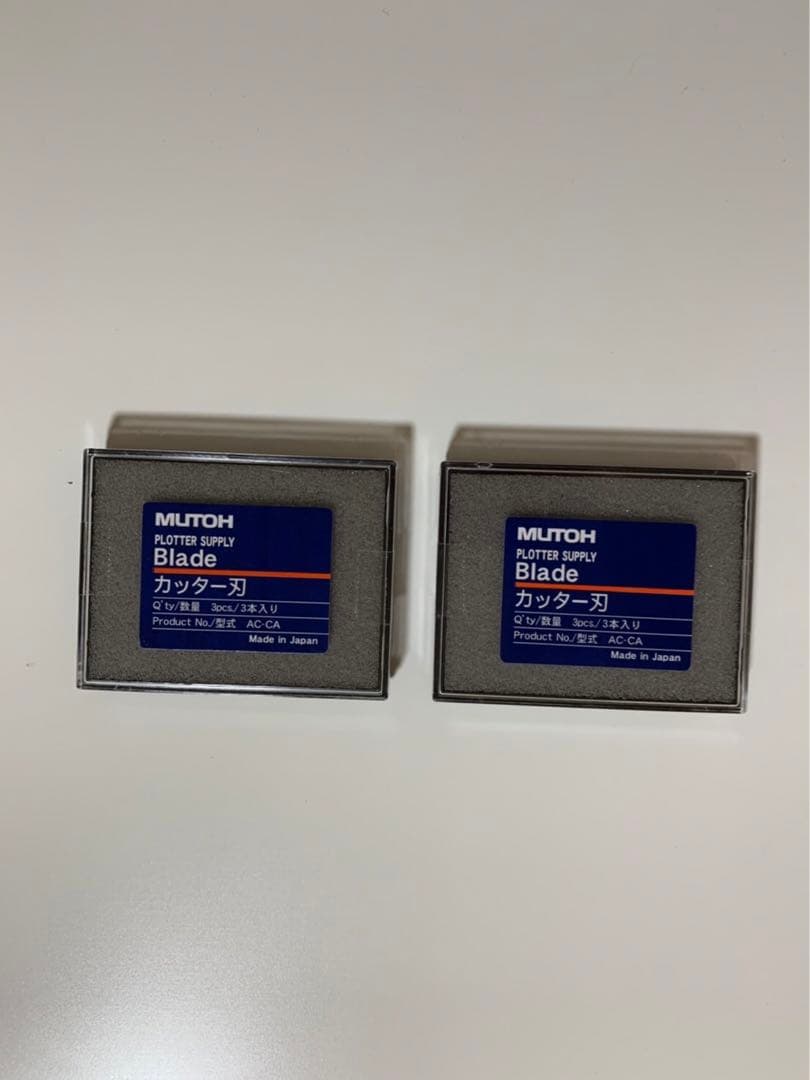 MUTOH
PLOTTER SUPPLY
Blade
カッター刃
Q'ty/数量 3pcs./3本入り
Product No./型式 AC-CA
Made in Japan
MUTOH
PLOTTER SUPPLY
Blade
カッター刃
Q'ty/数量 3pcs./3本入り
Product No./型式 AC-CA
Made in Japan